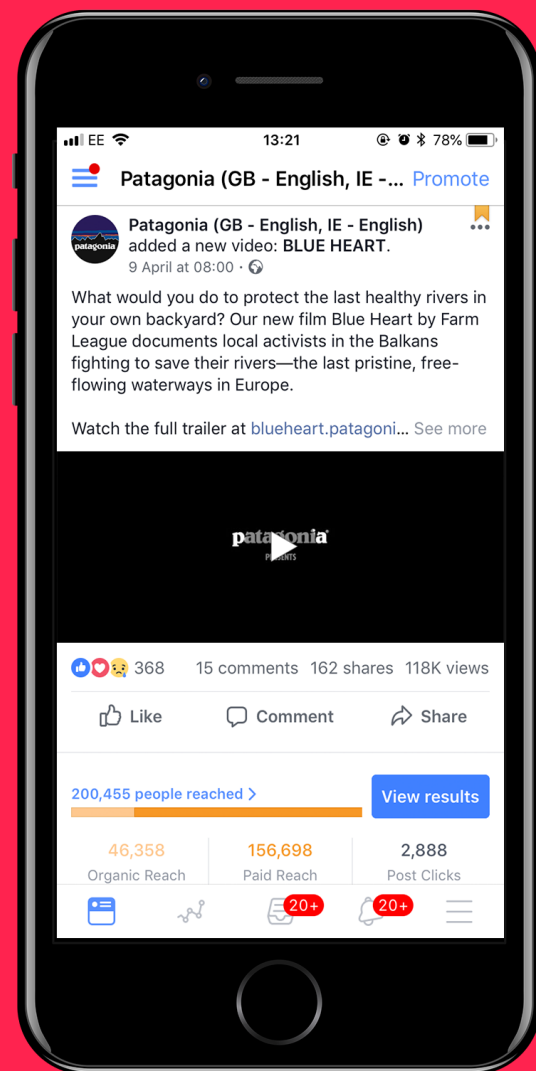 EE 13:21 78%
Patagonia (GB - English, IE -... Promote
patagonia
Patagonia (GB - English, IE - English)
added a new video: BLUE HEART.
9 April at 08:00 ·
What would you do to protect the last healthy rivers in
your own backyard? Our new film Blue Heart by Farm
League documents local activists in the Balkans
fighting to save their rivers—the last pristine, free-
flowing waterways in Europe.
Watch the full trailer at blueheart.patagoni... See more
patagonia
PRESENTS
368 15 comments 162 shares 118K views
Like Comment Share
200,455 people reached
View results
46,358 156,698 2,888
Organic Reach Paid Reach Post Clicks
20+ 20+